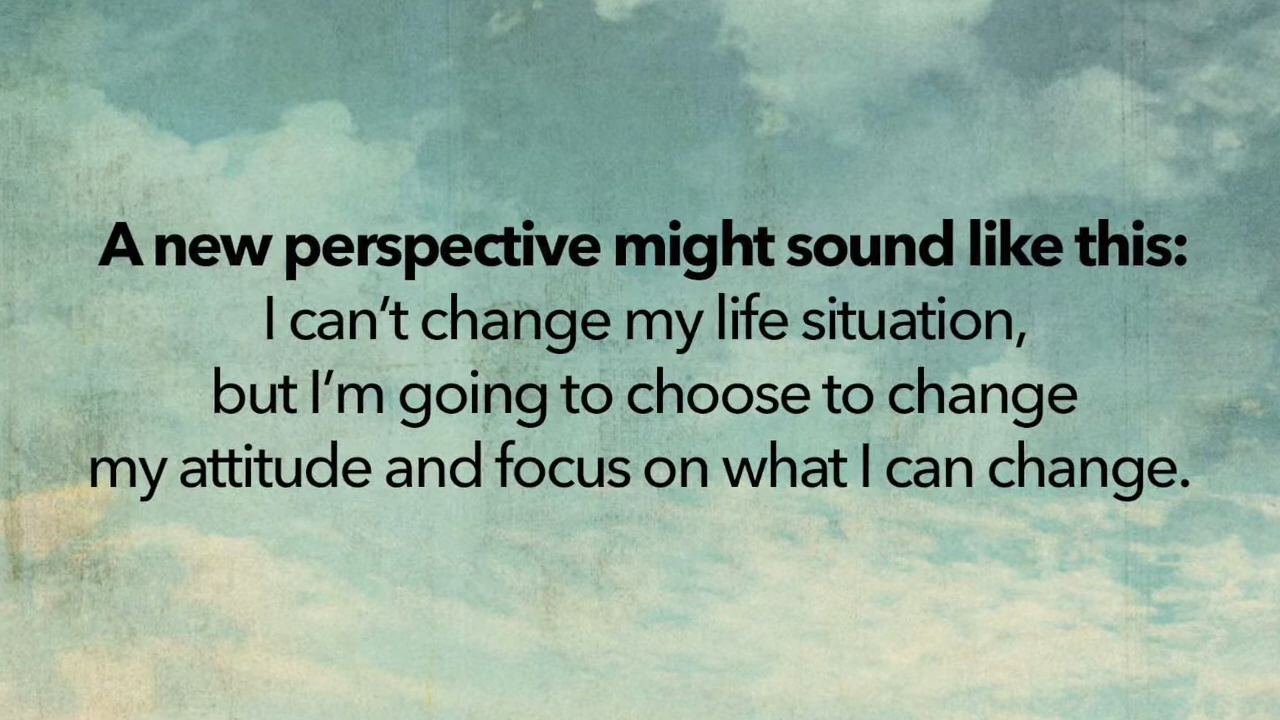 A new perspective might sound like this:
I can’t change my life situation,
but I’m going to choose to change
my attitude and focus on what I can change.